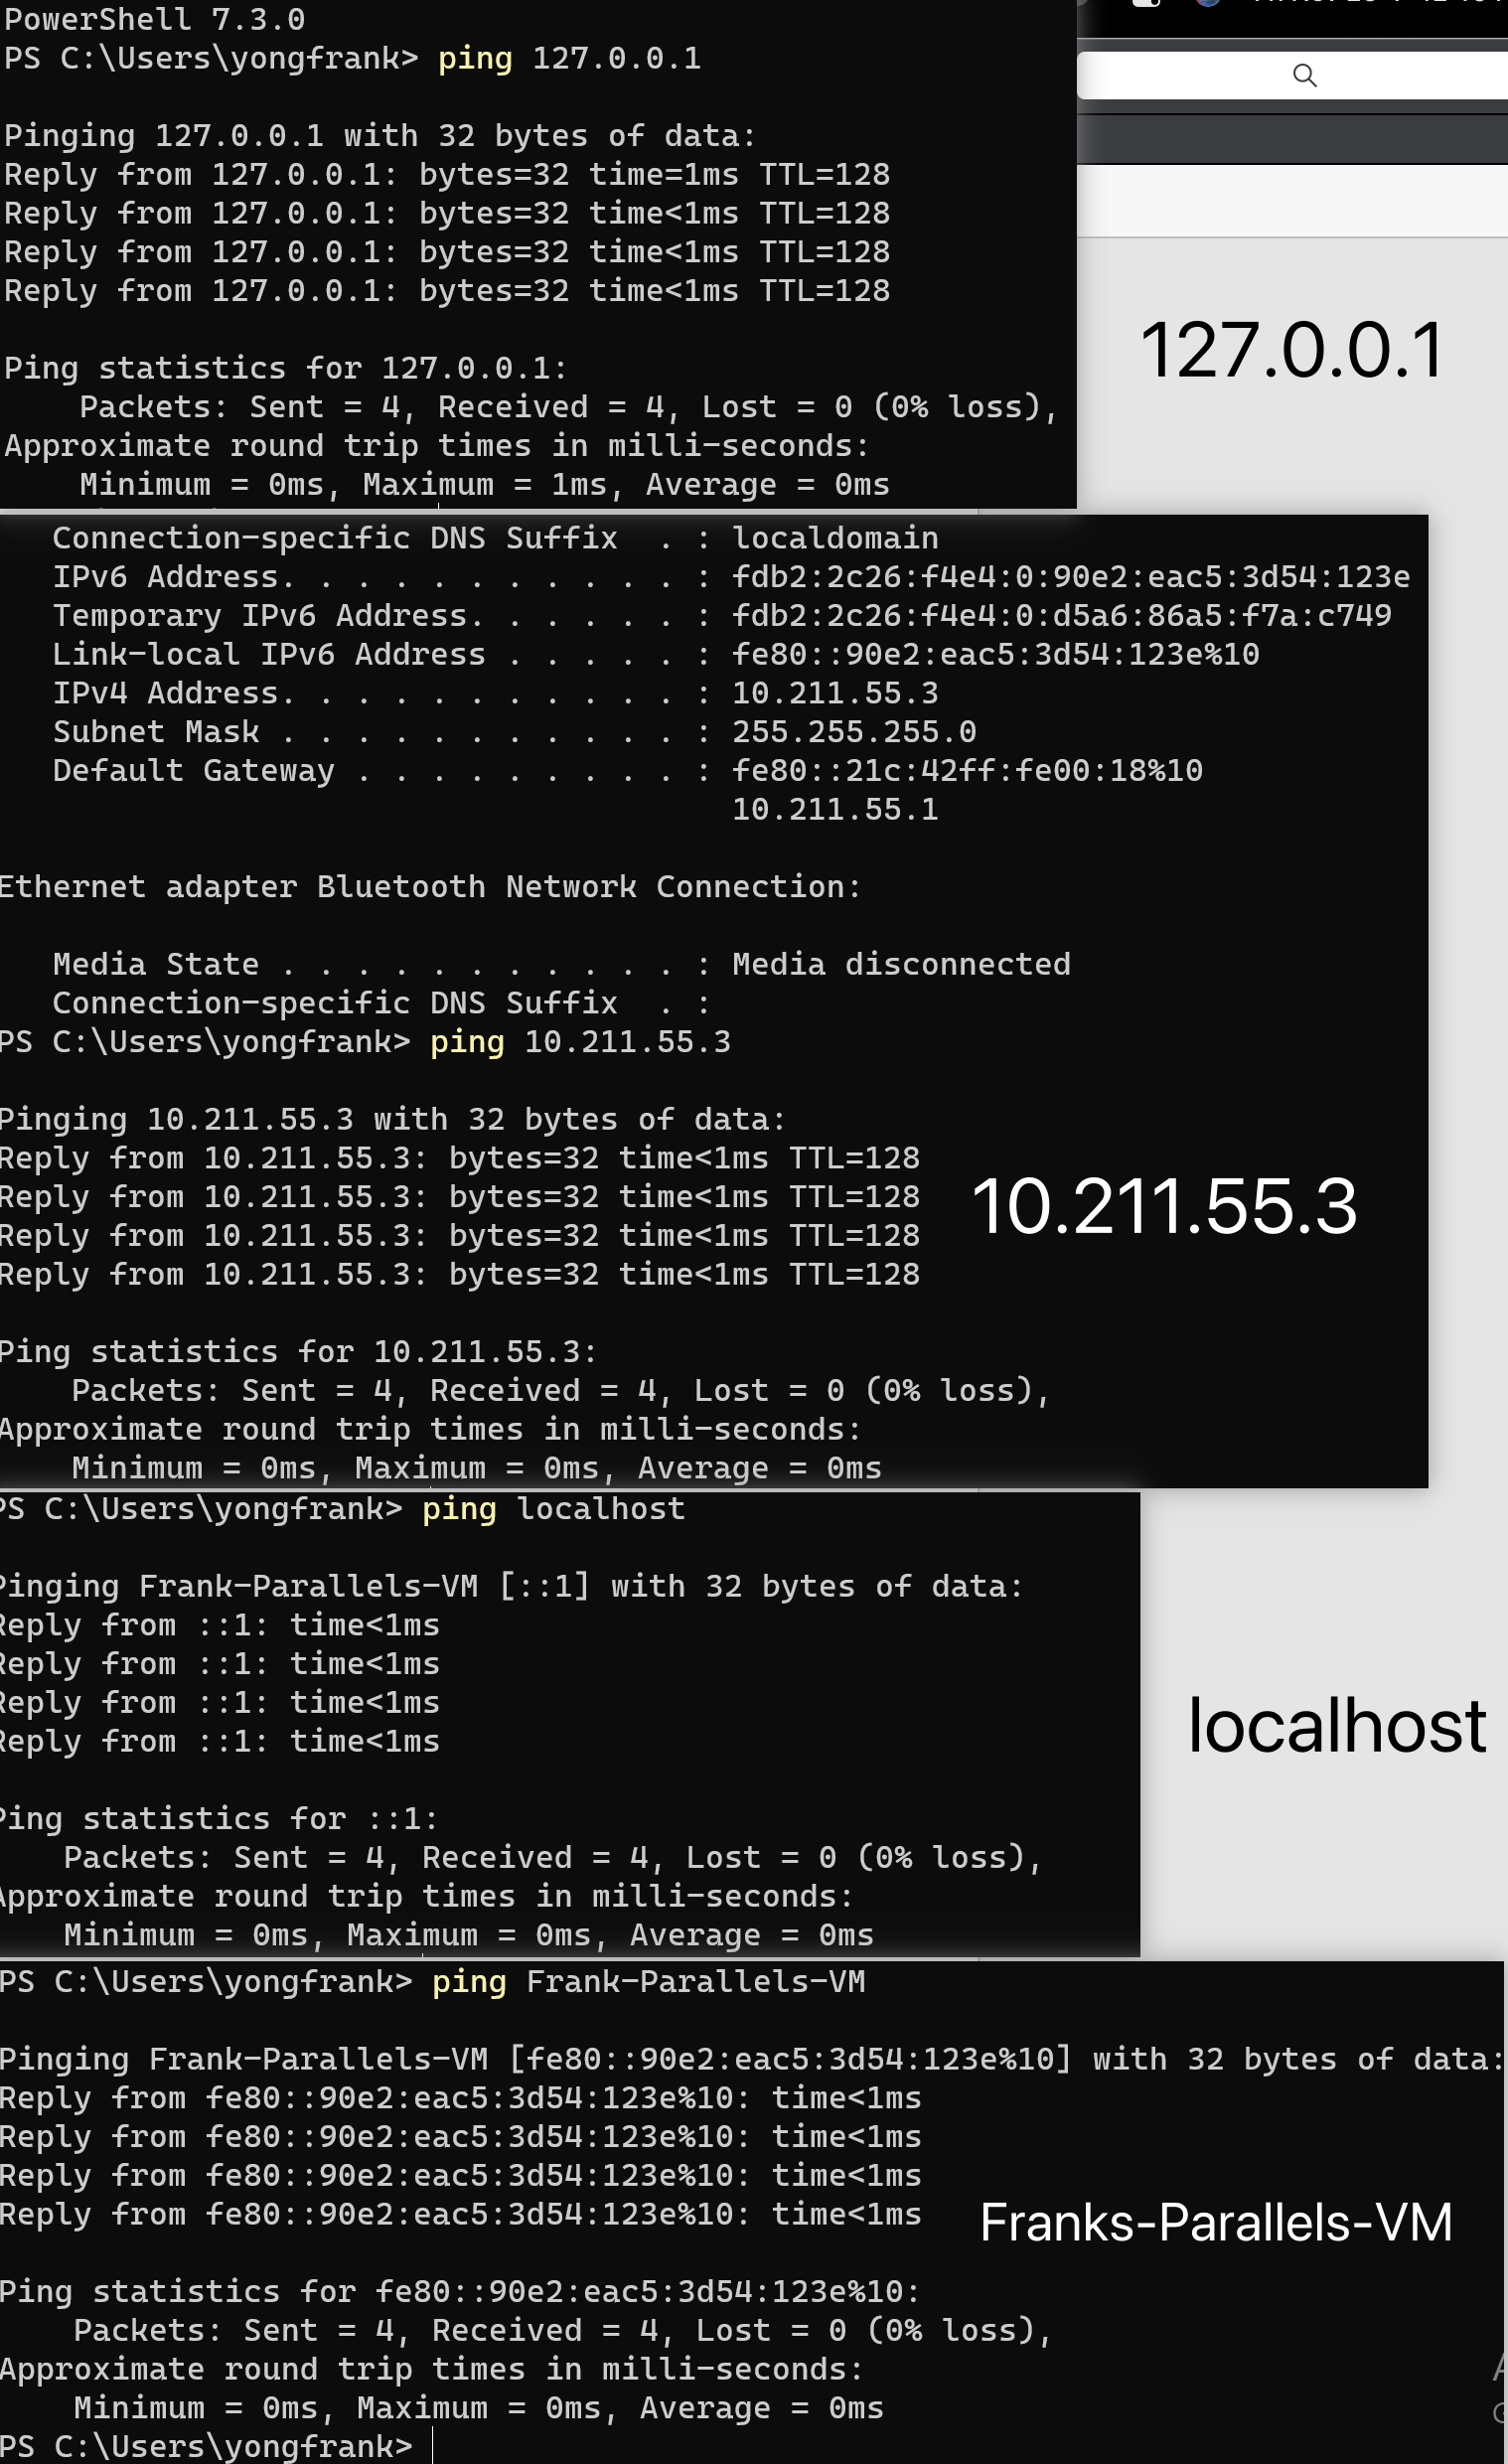 PowerShell 7.3.0
PS C:\Users\yongfrank> ping 127.0.0.1
Pinging 127.0.0.1 with 32 bytes of data:
Reply from 127.0.0.1: bytes=32 time=1ms TTL=128
Reply from 127.0.0.1: bytes=32 time<1ms TTL=128
Reply from 127.0.0.1: bytes=32 time<1ms TTL=128
Reply from 127.0.0.1: bytes=32 time<1ms TTL=128
127.0.0.1
Ping statistics for 127.0.0.1:
    Packets: Sent = 4, Received = 4, Lost = 0 (0% loss),
Approximate round trip times in milli-seconds:
    Minimum = 0ms, Maximum = 1ms, Average = 0ms
   Connection-specific DNS Suffix  . : localdomain
   IPv6 Address. . . . . . . . . . . : fdb2:2c26:f4e4:0:90e2:eac5:3d54:123e
   Temporary IPv6 Address. . . . . . : fdb2:2c26:f4e4:0:d5a6:86a5:f7a:c749
   Link-local IPv6 Address . . . . . : fe80::90e2:eac5:3d54:123e%10
   IPv4 Address. . . . . . . . . . . : 10.211.55.3
   Subnet Mask . . . . . . . . . . . : 255.255.255.0
   Default Gateway . . . . . . . . . : fe80::21c:42ff:fe00:18%10
                                       10.211.55.1
Ethernet adapter Bluetooth Network Connection:
   Media State . . . . . . . . . . . : Media disconnected
   Connection-specific DNS Suffix  . :
PS C:\Users\yongfrank> ping 10.211.55.3
Pinging 10.211.55.3 with 32 bytes of data:
Reply from 10.211.55.3: bytes=32 time<1ms TTL=128
Reply from 10.211.55.3: bytes=32 time<1ms TTL=128
Reply from 10.211.55.3: bytes=32 time<1ms TTL=128
Reply from 10.211.55.3: bytes=32 time<1ms TTL=128
10.211.55.3
Ping statistics for 10.211.55.3:
    Packets: Sent = 4, Received = 4, Lost = 0 (0% loss),
Approximate round trip times in milli-seconds:
    Minimum = 0ms, Maximum = 0ms, Average = 0ms
PS C:\Users\yongfrank> ping localhost
Pinging Frank-Parallels-VM [::1] with 32 bytes of data:
Reply from ::1: time<1ms
Reply from ::1: time<1ms
Reply from ::1: time<1ms
Reply from ::1: time<1ms
localhost
Ping statistics for ::1:
    Packets: Sent = 4, Received = 4, Lost = 0 (0% loss),
Approximate round trip times in milli-seconds:
    Minimum = 0ms, Maximum = 0ms, Average = 0ms
PS C:\Users\yongfrank> ping Frank-Parallels-VM
Pinging Frank-Parallels-VM [fe80::90e2:eac5:3d54:123e%10] with 32 bytes of data:
Reply from fe80::90e2:eac5:3d54:123e%10: time<1ms
Reply from fe80::90e2:eac5:3d54:123e%10: time<1ms
Reply from fe80::90e2:eac5:3d54:123e%10: time<1ms
Reply from fe80::90e2:eac5:3d54:123e%10: time<1ms
Franks-Parallels-VM
Ping statistics for fe80::90e2:eac5:3d54:123e%10:
    Packets: Sent = 4, Received = 4, Lost = 0 (0% loss),
Approximate round trip times in milli-seconds:
    Minimum = 0ms, Maximum = 0ms, Average = 0ms
PS C:\Users\yongfrank>